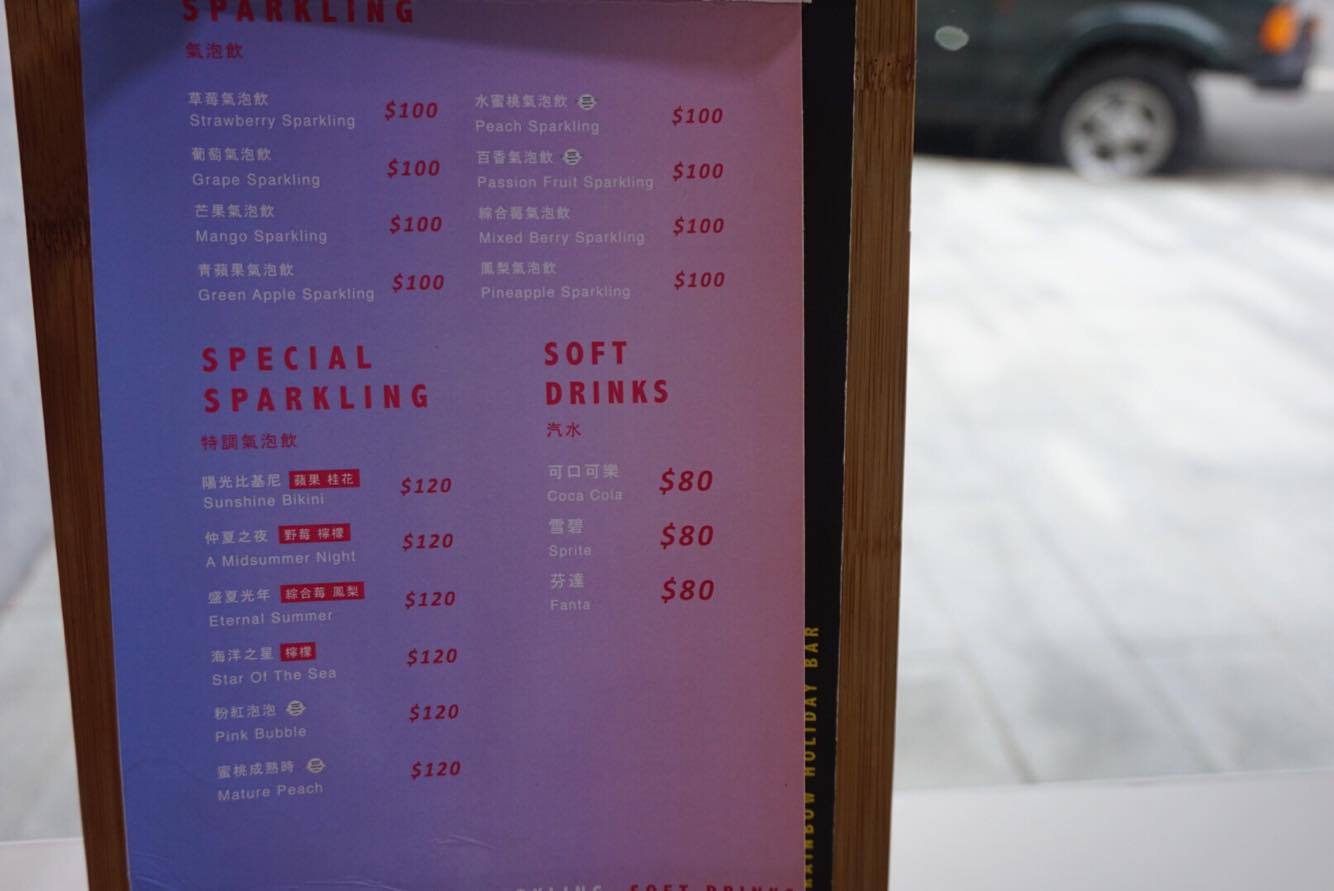 SPARKLING
氣泡飲
草莓氣泡飲
Strawberry Sparkling $100
葡萄氣泡飲
Grape Sparkling $100
芒果氣泡飲
Mango Sparkling $100
青蘋果氣泡飲
Green Apple Sparkling $100
水蜜桃氣泡飲
Peach Sparkling $100
百香氣泡飲
Passion Fruit Sparkling $100
綜合莓氣泡飲
Mixed Berry Sparkling $100
鳳梨氣泡飲
Pineapple Sparkling $100
SPECIAL
SPARKLING
特調氣泡飲
陽光比基尼 蘋果 桂花 $120
Sunshine Bikini
仲夏之夜 野莓 檸檬 $120
A Midsummer Night
盛夏光年 綜合莓 鳳梨 $120
Eternal Summer
海洋之星 檸檬 $120
Star Of The Sea
粉紅泡泡 $120
Pink Bubble
蜜桃成熟時 $120
Mature Peach
SOFT
DRINKS
汽水
可口可樂 $80
Coca Cola
雪碧 $80
Sprite
芬達 $80
Fanta
RAINBOW HOLIDAY BAR
SOFT DRINKS